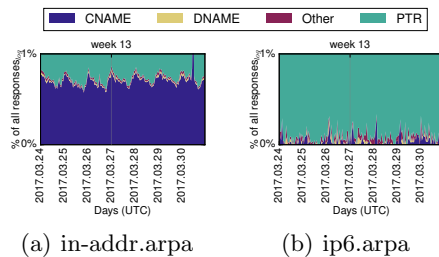 CNAME DNAME Other PTR
week 13
% of all responses
1%
0%
2017.03.24
2017.03.25
2017.03.26
2017.03.27
2017.03.28
2017.03.29
2017.03.30
Days (UTC)
(a) in-addr.arpa
week 13
% of all responses
1%
0%
2017.03.24
2017.03.25
2017.03.26
2017.03.27
2017.03.28
2017.03.29
2017.03.30
Days (UTC)
(b) ip6.arpa